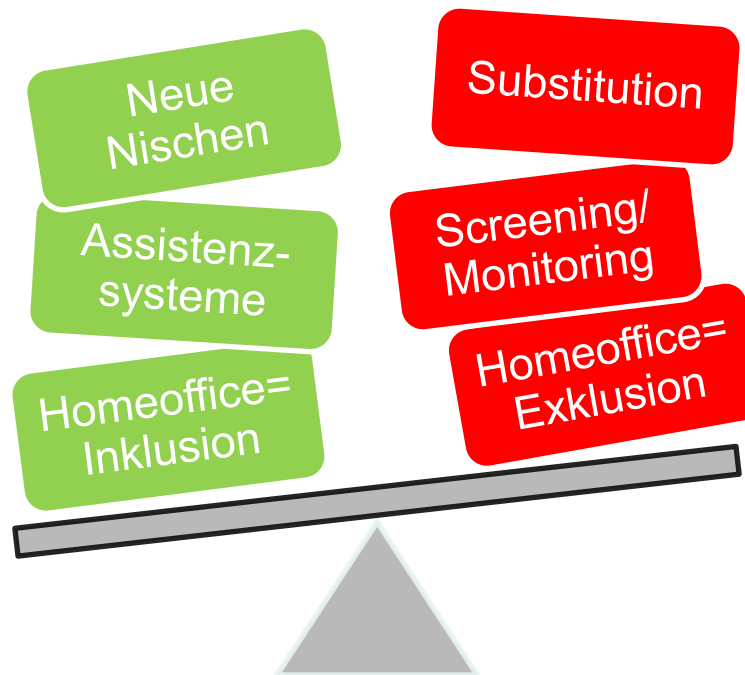 Neue
Nischen
Assistenz-
systeme
Homeoffice=
Inklusion
Substitution
Screening/
Monitoring
Homeoffice=
Exklusion